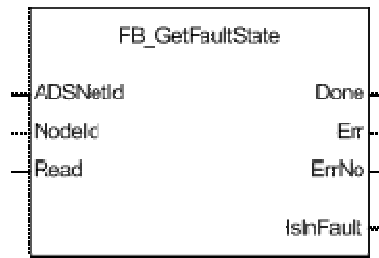 FB_GetFaultState
ADSNetId Done
NodeId Err
Read ErrNo
IsInFault